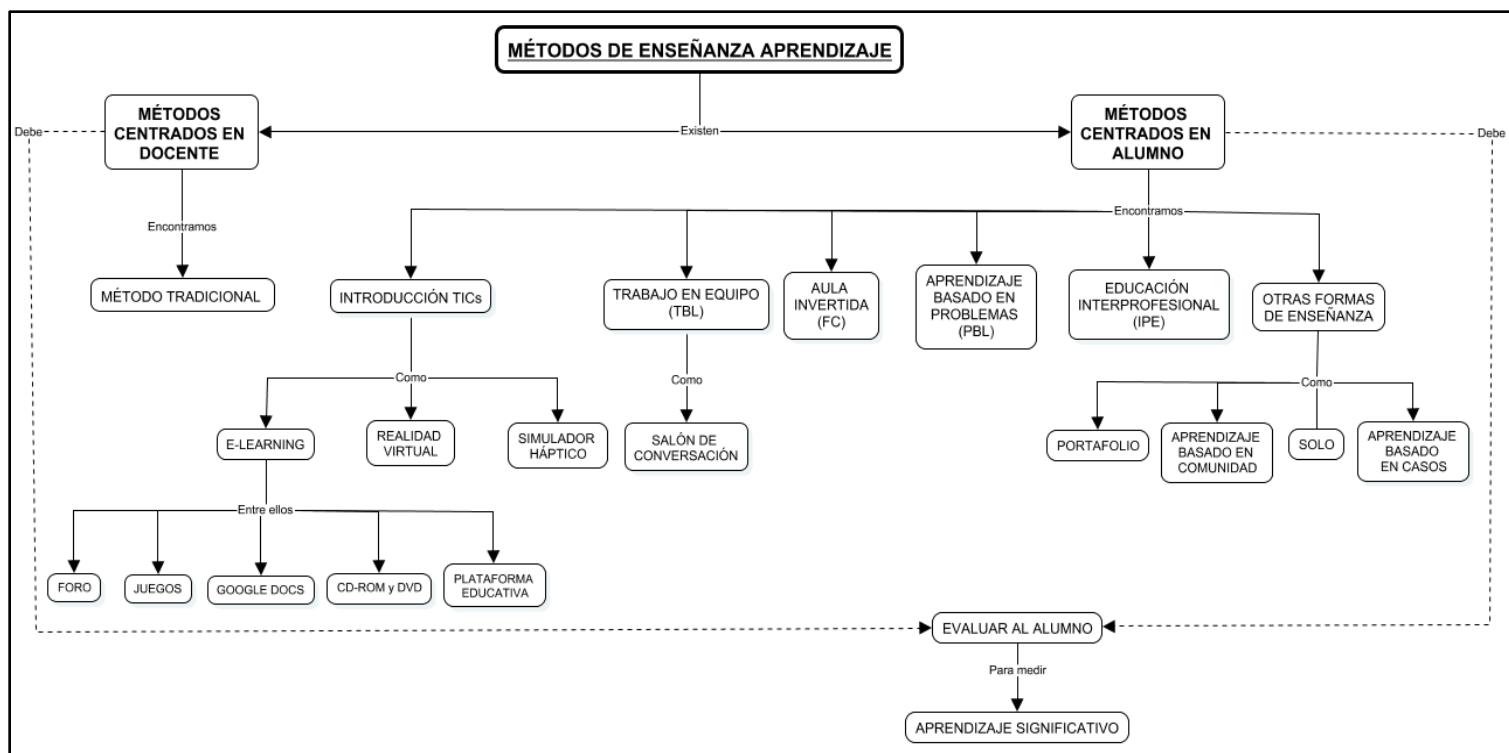 MÉTODOS DE ENSEÑANZA APRENDIZAJE
MÉTODOS
CENTRADOS EN
DOCENTE
MÉTODOS
CENTRADOS EN
ALUMNO
Debe
Existen
Debe
Encontramos
Encontramos
MÉTODO TRADICIONAL
INTRODUCCIÓN TICs
TRABAJO EN EQUIPO
(TBL)
AULA
INVERTIDA
(FC)
APRENDIZAJE
BASADO EN
PROBLEMAS
(PBL)
EDUCACIÓN
INTERPROFESIONAL
(IPE)
OTRAS FORMAS
DE ENSEÑANZA
Como
Como
Como
E-LEARNING
REALIDAD
VIRTUAL
SIMULADOR
HÁPTICO
SALÓN DE
CONVERSACIÓN
PORTAFOLIO
APRENDIZAJE
BASADO EN
COMUNIDAD
SOLO
APRENDIZAJE
BASADO
EN CASOS
Entre ellos
FORO
JUEGOS
GOOGLE DOCS
CD-ROM y DVD
PLATAFORMA
EDUCATIVA
EVALUAR AL ALUMNO
Para medir
APRENDIZAJE SIGNIFICATIVO